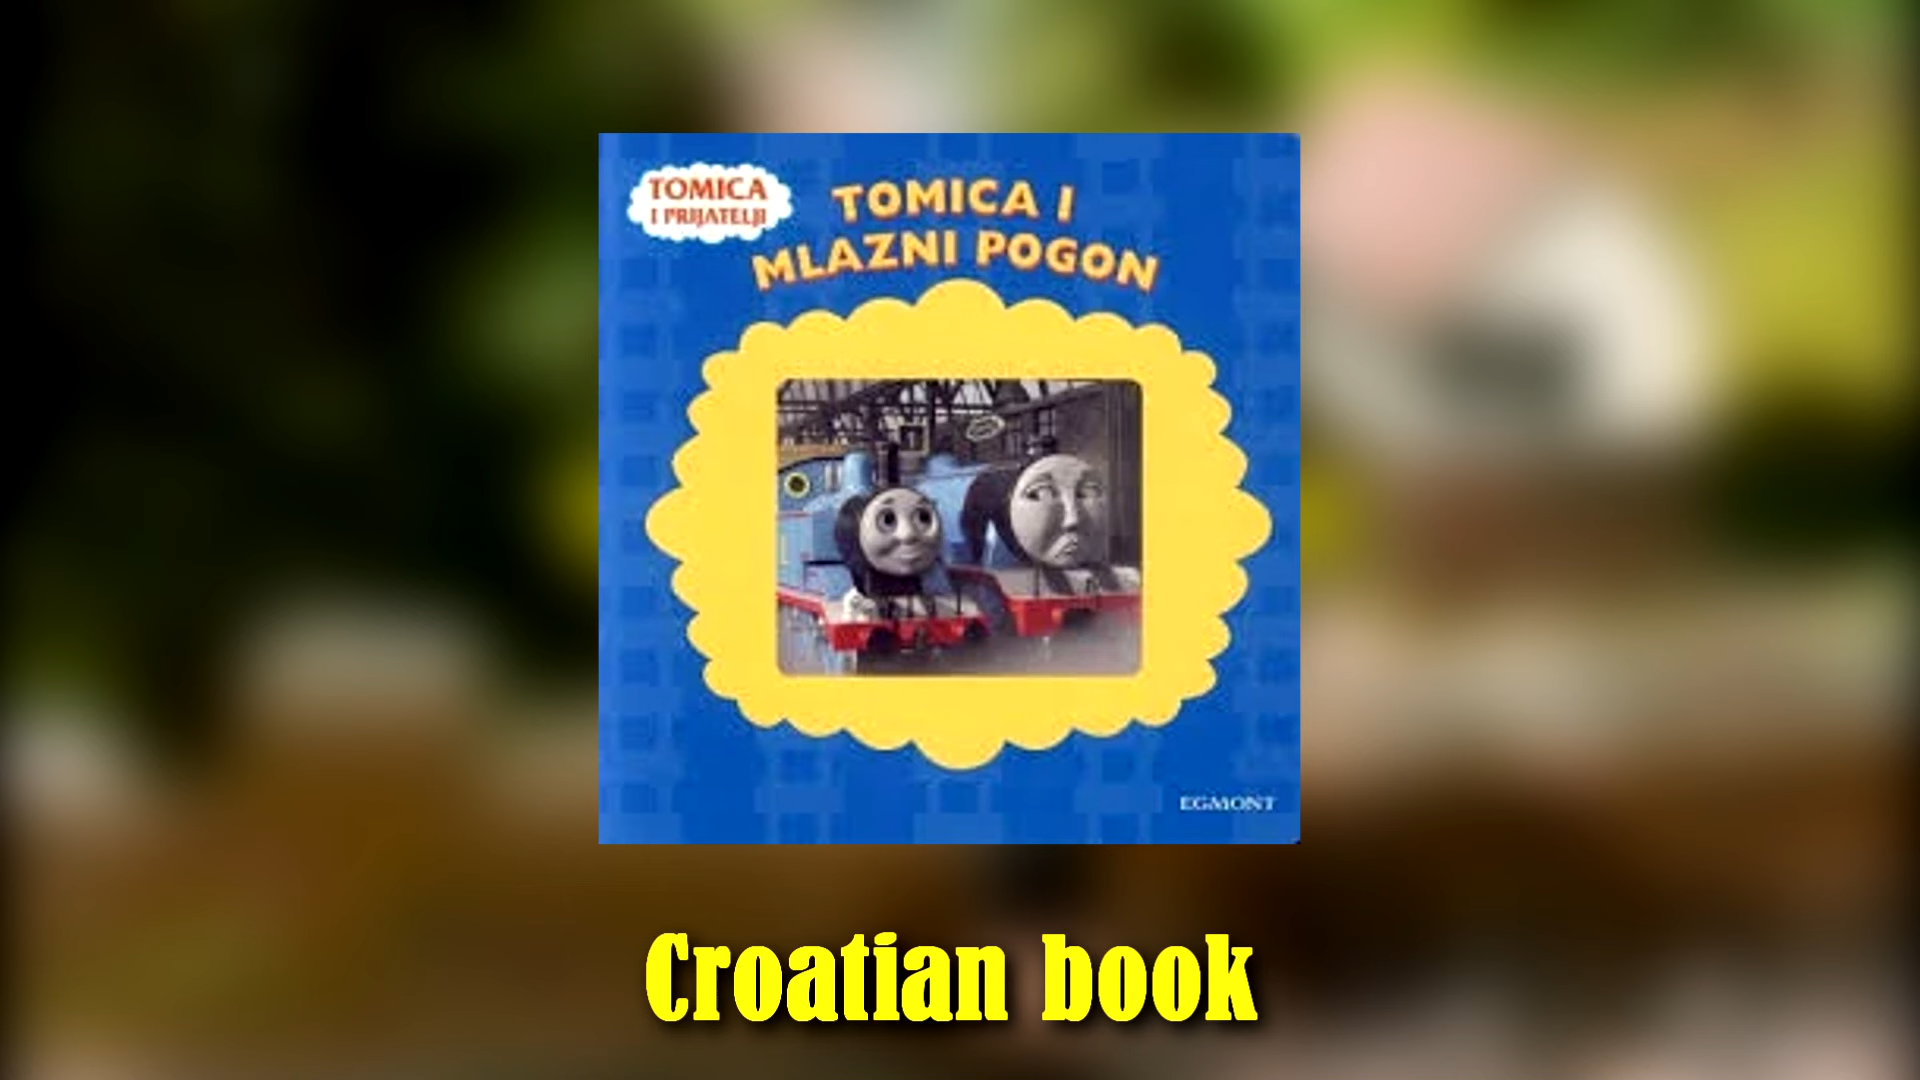 TOMICA
I PRIJATELJI
TOMICA I
MLAZNI POGON
EGMONT
Croatian book